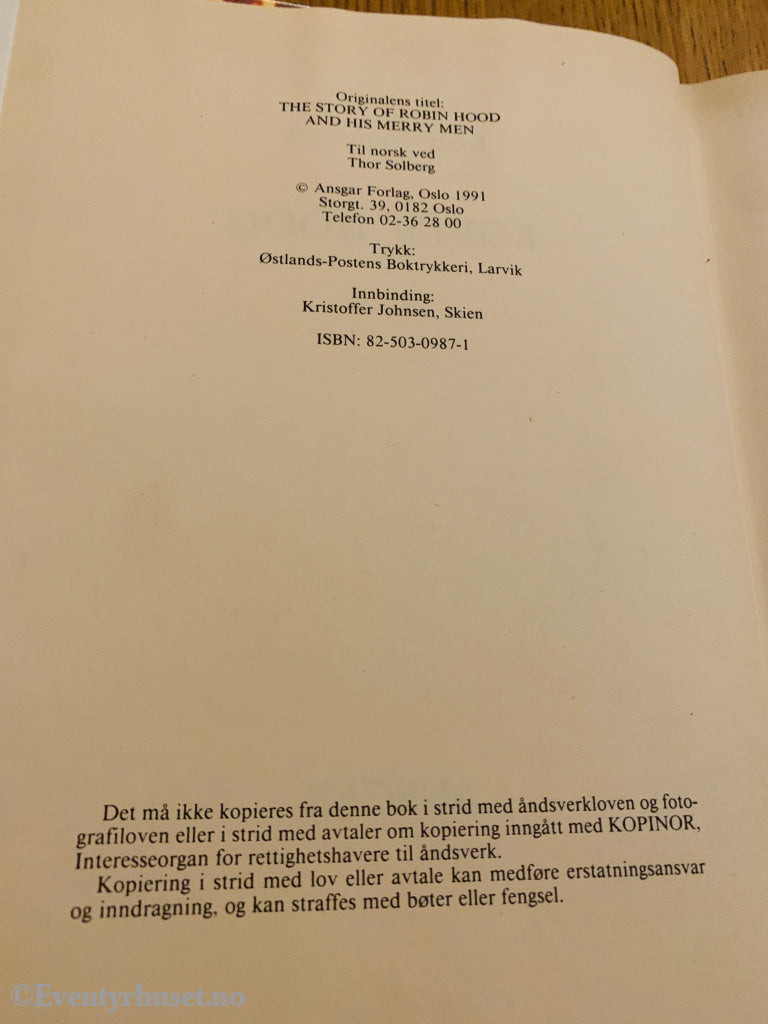 Originalens titel:
THE STORY OF ROBIN HOOD
AND HIS MERRY MEN
Til norsk ved
Thor Solberg
© Ansgar Forlag, Oslo 1991
Storgt. 39, 0182 Oslo
Telefon 02-36 28 00
Trykk:
Østlands-Postens Boktrykkeri, Larvik
Innbinding:
Kristoffer Johnsen, Skien
ISBN: 82-503-0987-1
Det må ikke kopieres fra denne bok i strid med åndsverkloven og foto-
grafiloven eller i strid med avtaler om kopiering inngått med KOPINOR,
Interesseorgan for rettighetshavere til åndsverk.
Kopiering i strid med lov eller avtale kan medføre erstatningsansvar
og inndragning, og kan straffes med bøter eller fengsel.
©Eventyrhuset.no